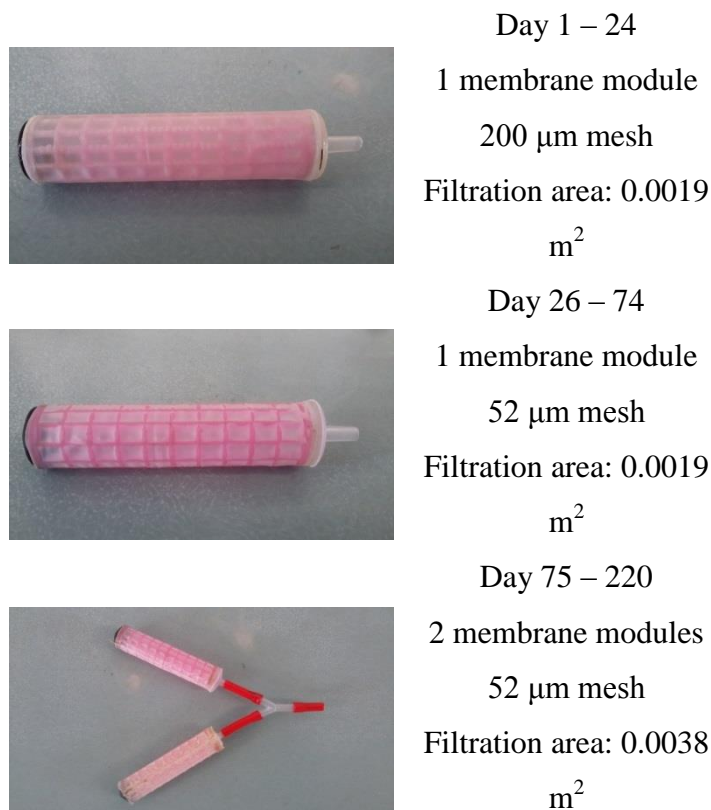 Day 1 – 24
1 membrane module
200 μm mesh
Filtration area: 0.0019
m²
Day 26 – 74
1 membrane module
52 μm mesh
Filtration area: 0.0019
m²
Day 75 – 220
2 membrane modules
52 μm mesh
Filtration area: 0.0038
m²